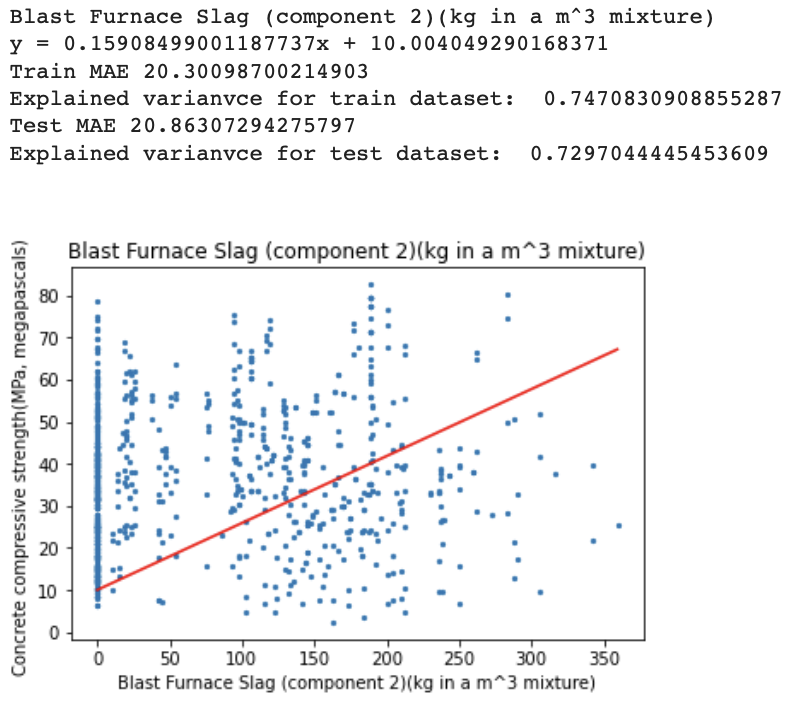 Blast Furnace Slag (component 2)(kg in a m^3 mixture)
y = 0.15908499001187737x + 10.004049290168371
Train MAE 20.30098700214903
Explained varianvce for train dataset:  0.7470830908855287
Test MAE 20.86307294275797
Explained varianvce for test dataset:  0.7297044445453609
Blast Furnace Slag (component 2)(kg in a m^3 mixture)
Concrete compressive strength(MPa, megapascals)
80
70
60
50
40
30
20
10
0
0 50 100 150 200 250 300 350
Blast Furnace Slag (component 2)(kg in a m^3 mixture)